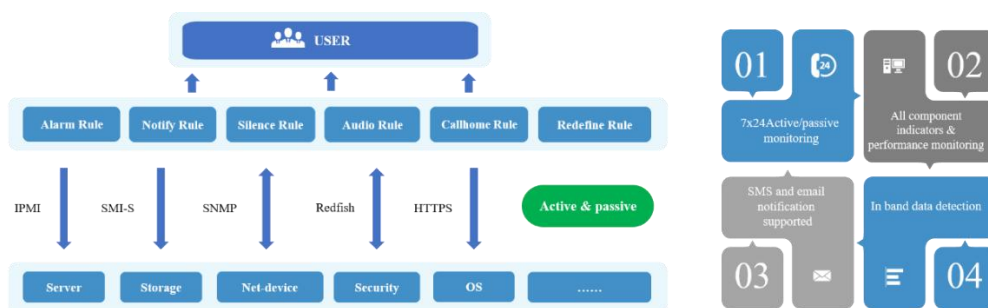 USER
Alarm Rule
Notify Rule
Silence Rule
Audio Rule
Callhome Rule
Redefine Rule
IPMI
SMI-S
SNMP
Redfish
HTTPS
Active & passive
Server
Storage
Net-device
Security
OS
......
01
24
7x24Active/passive
monitoring
02
All component
indicators &
performance monitoring
SMS and email
notification
supported
03
In band data detection
04